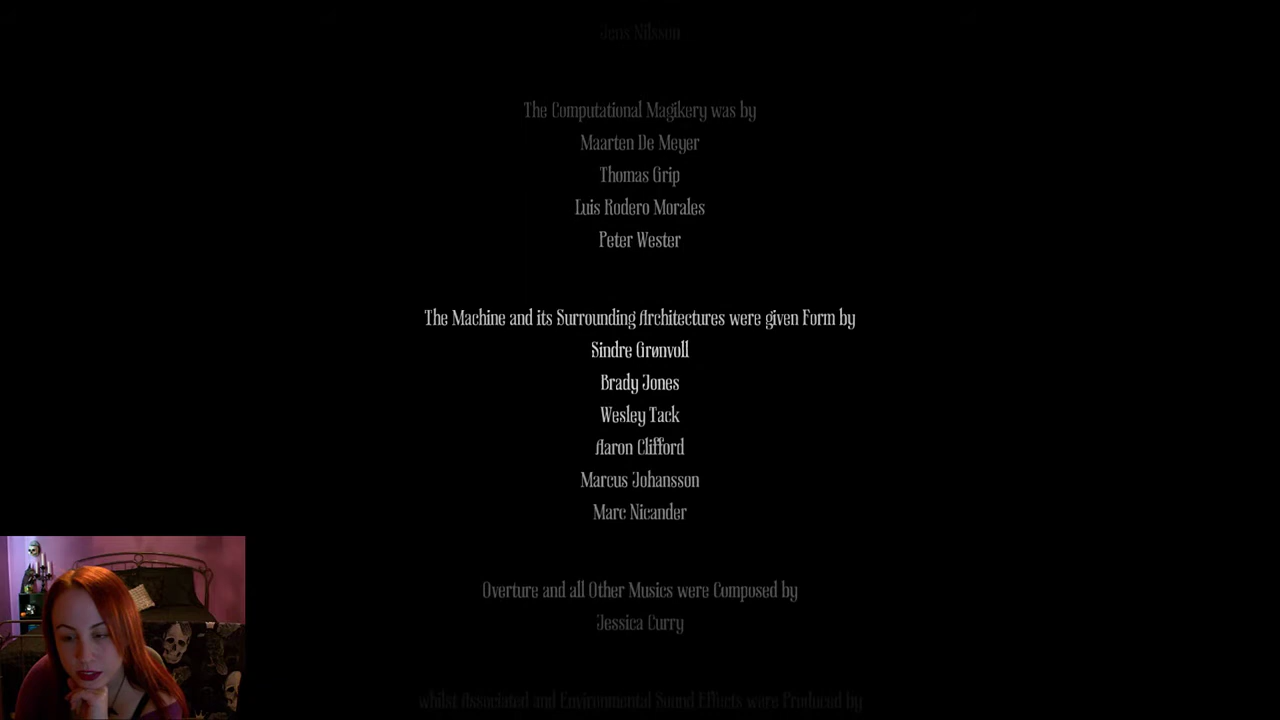 Jens Nilsson
The Computational Magikery was by
Maarten De Meyer
Thomas Grip
Luis Rodero Morales
Peter Wester
The Machine and its Surrounding Architectures were given Form by
Sindre Grønvoll
Brady Jones
Wesley Tack
Aaron Clifford
Marcus Johansson
Marc Nicander
Overture and all Other Musics were Composed by
Jessica Curry
whilst Associated and Environmental Sound Effects were Produced by